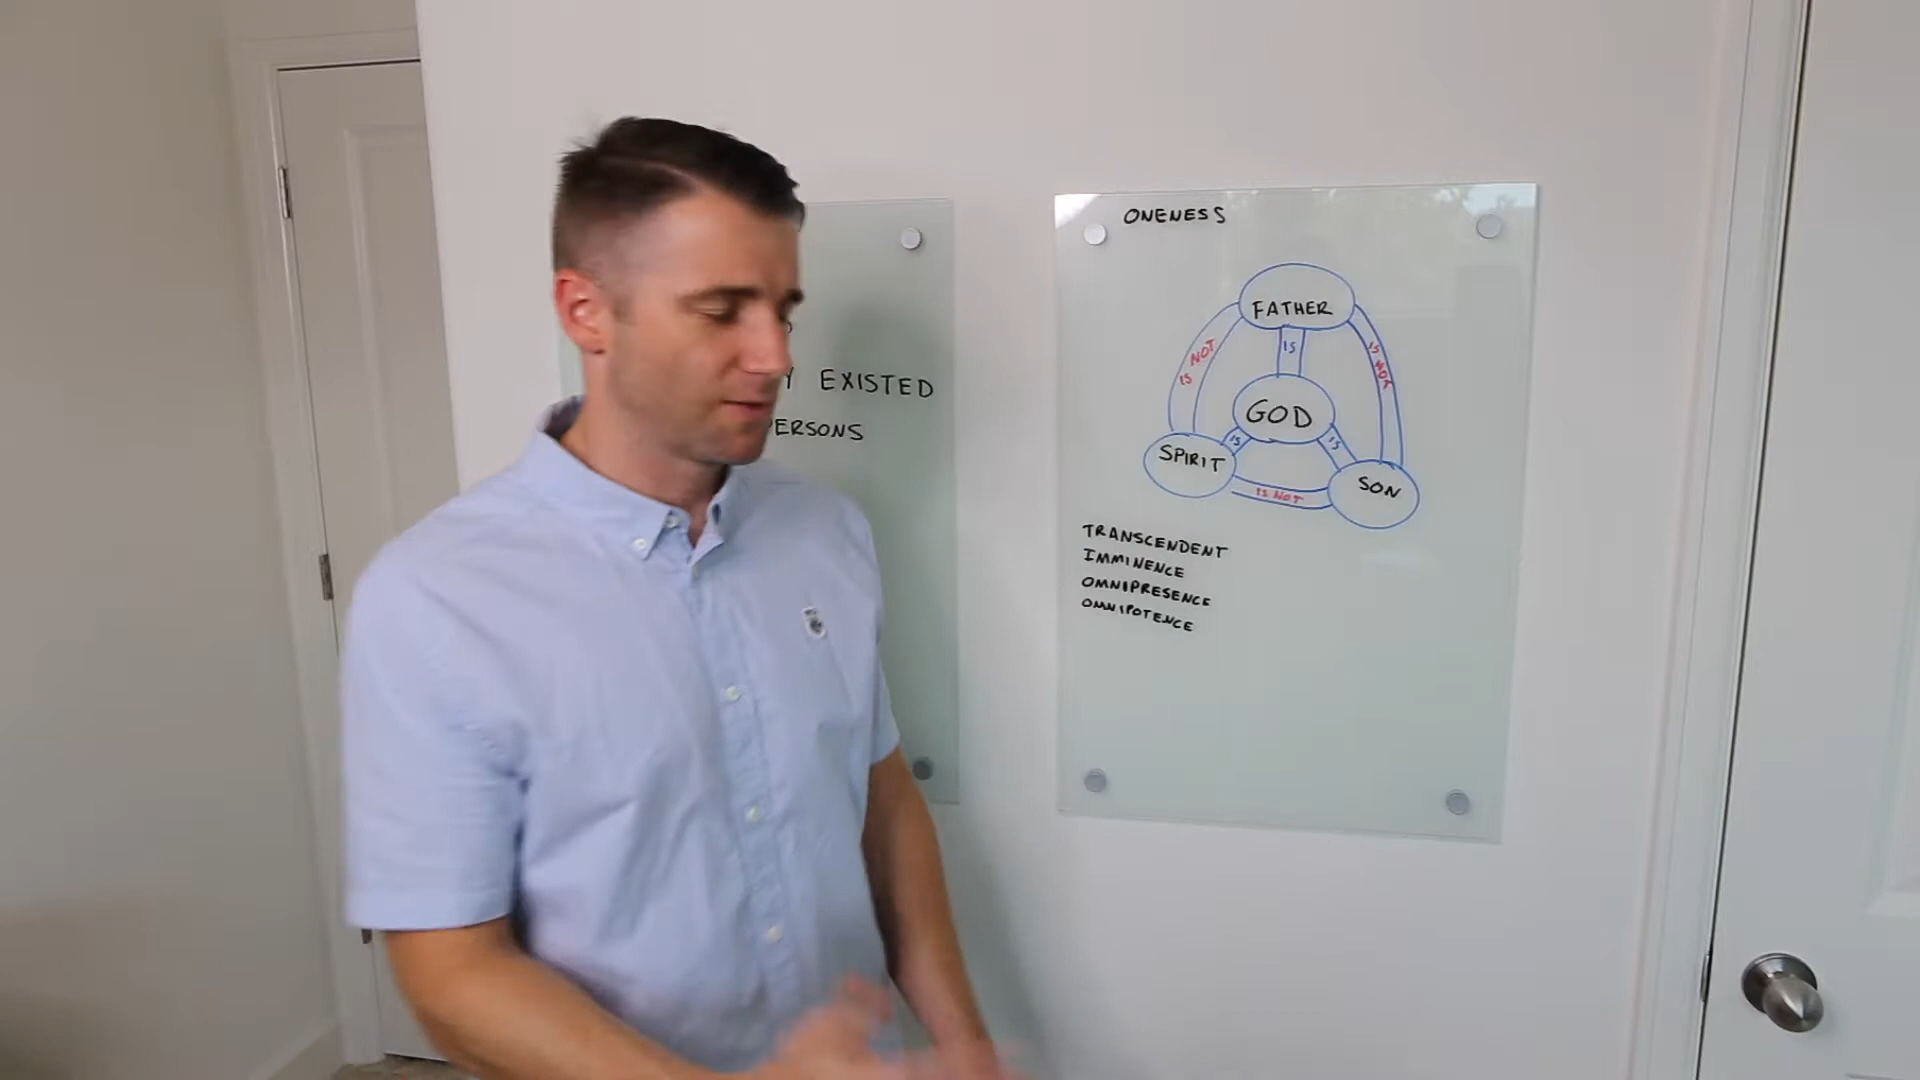 EXISTED
PERSONS
ONENESS
FATHER
IS NOT
IS
IS NOT
GOD
IS
IS
SPIRIT
SON
IS NOT
TRANSCENDENT
IMMINENCE
OMNIPRESENCE
OMNIPOTENCE